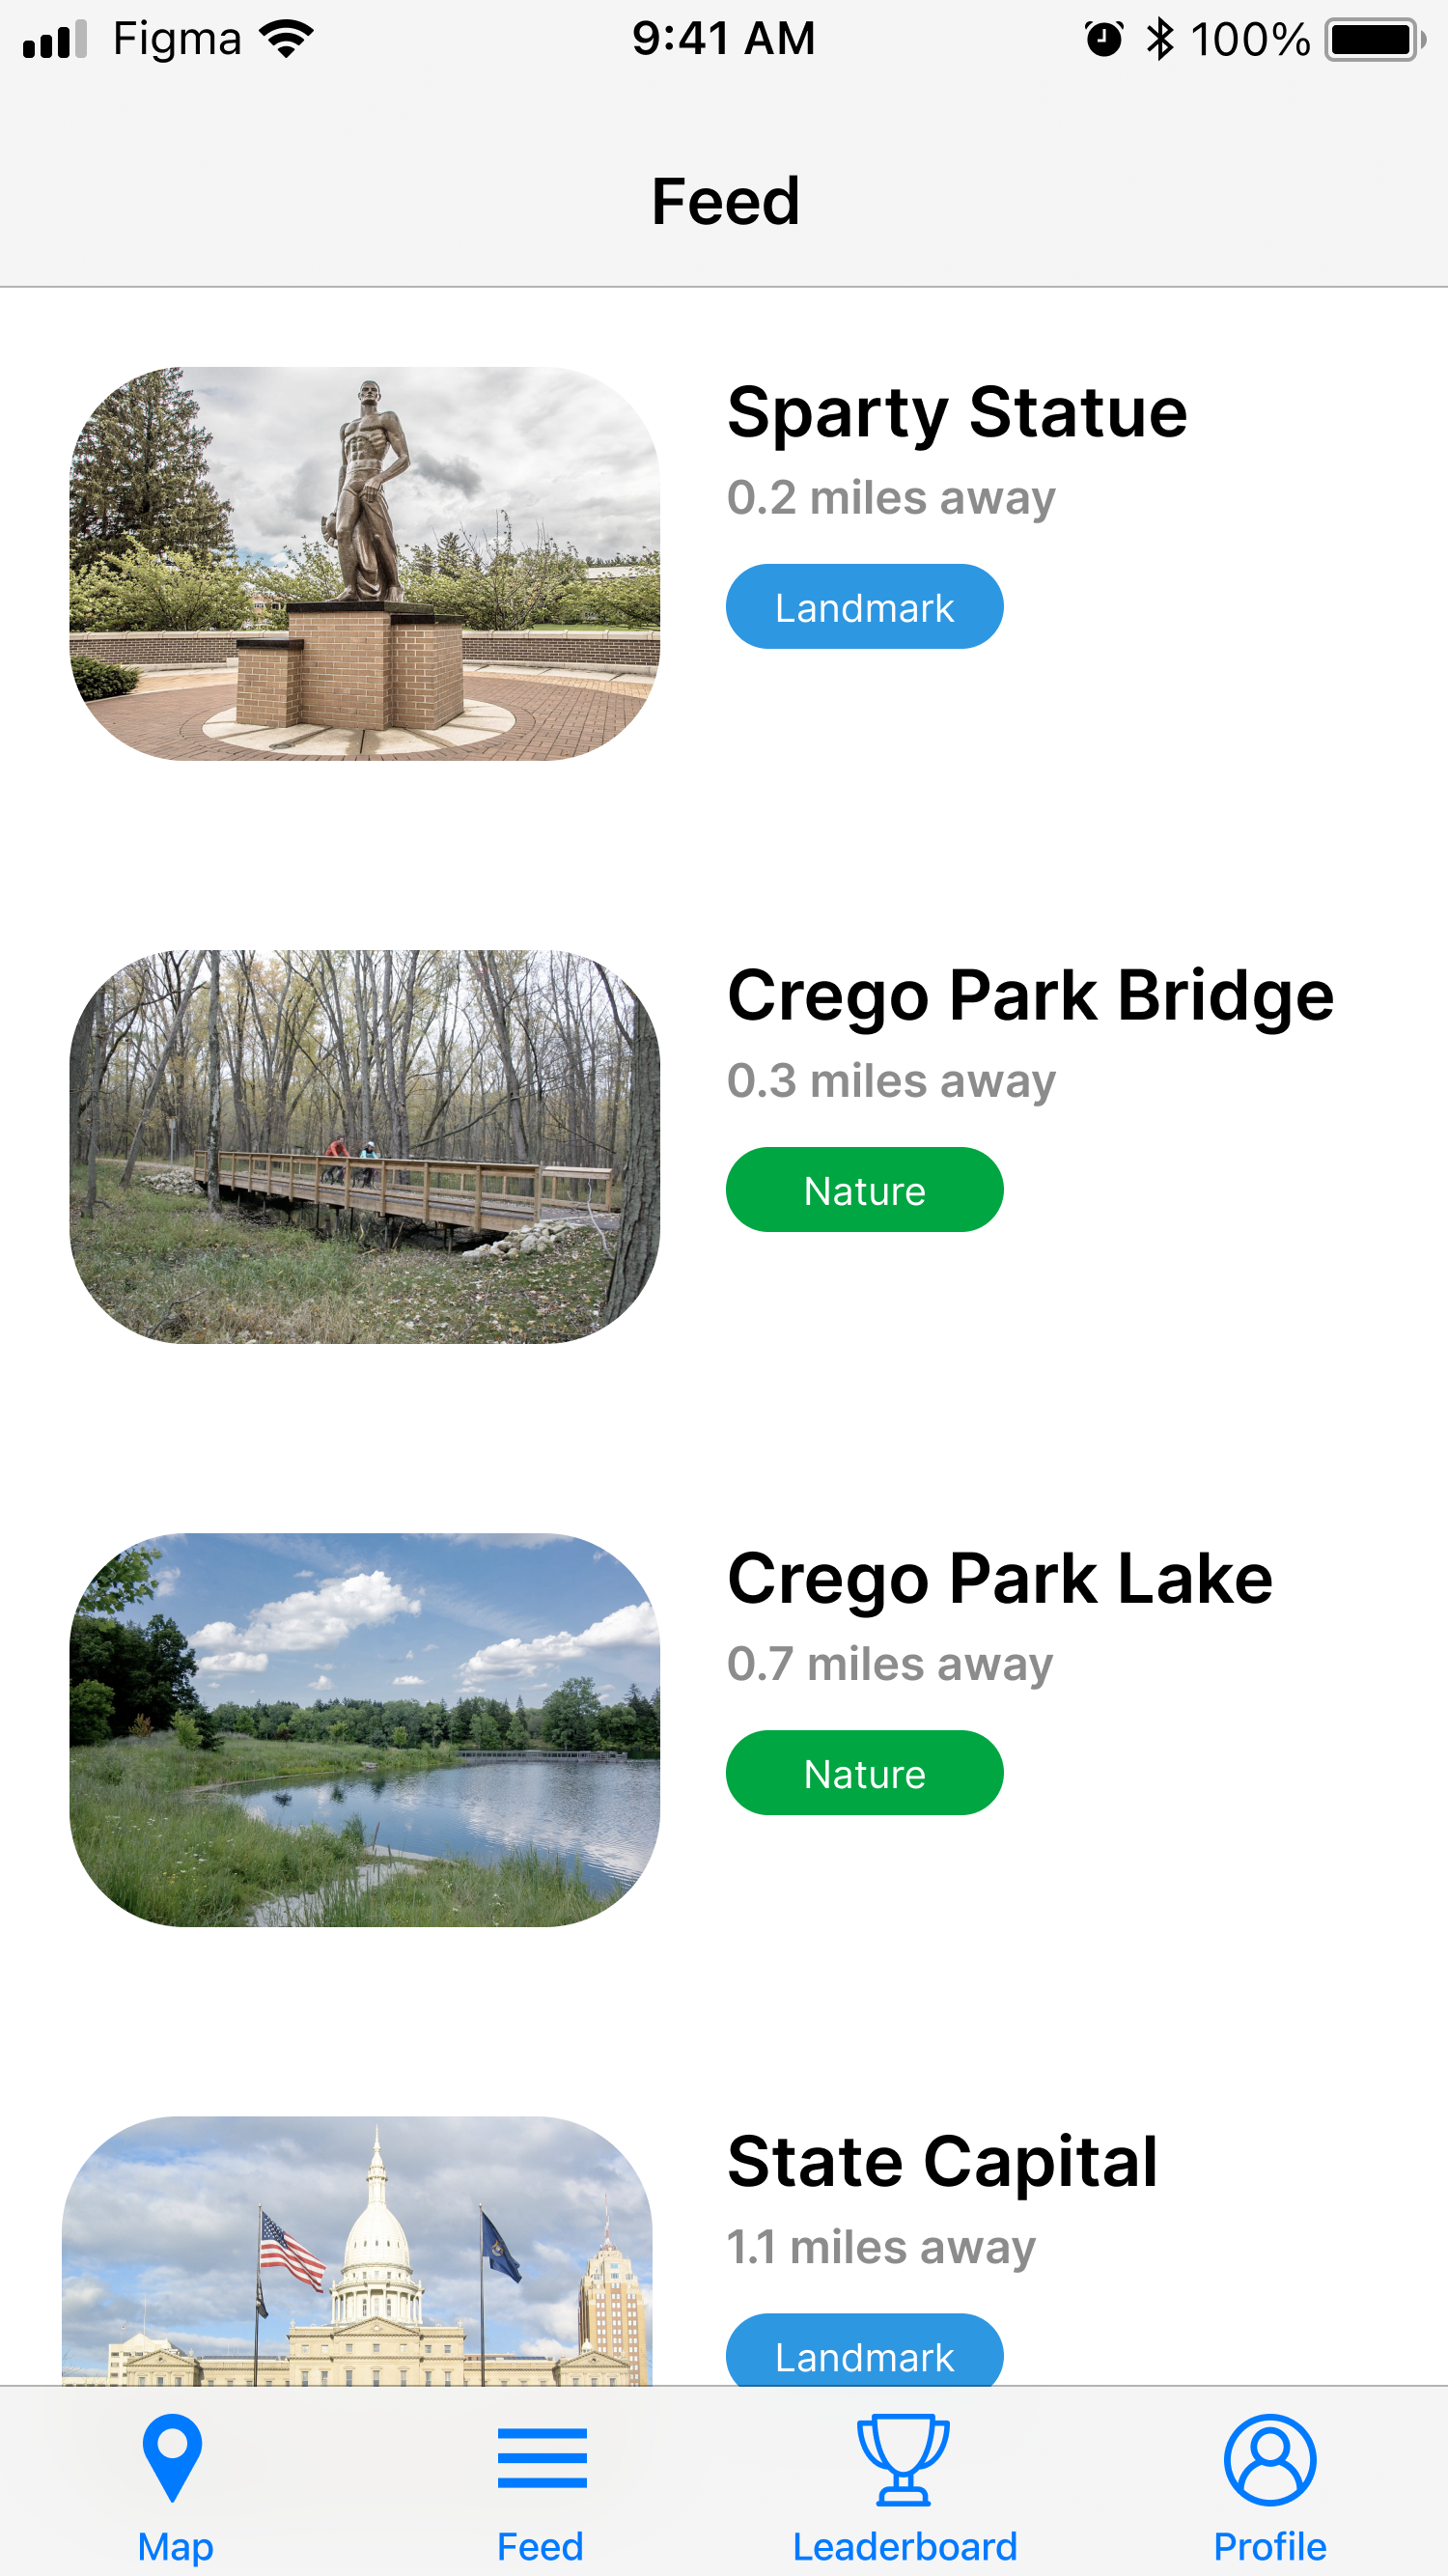 Figma 9:41 AM 100%
Feed
Sparty Statue
0.2 miles away
Landmark
Crego Park Bridge
0.3 miles away
Nature
Crego Park Lake
0.7 miles away
Nature
State Capital
1.1 miles away
Landmark
Map Feed Leaderboard Profile